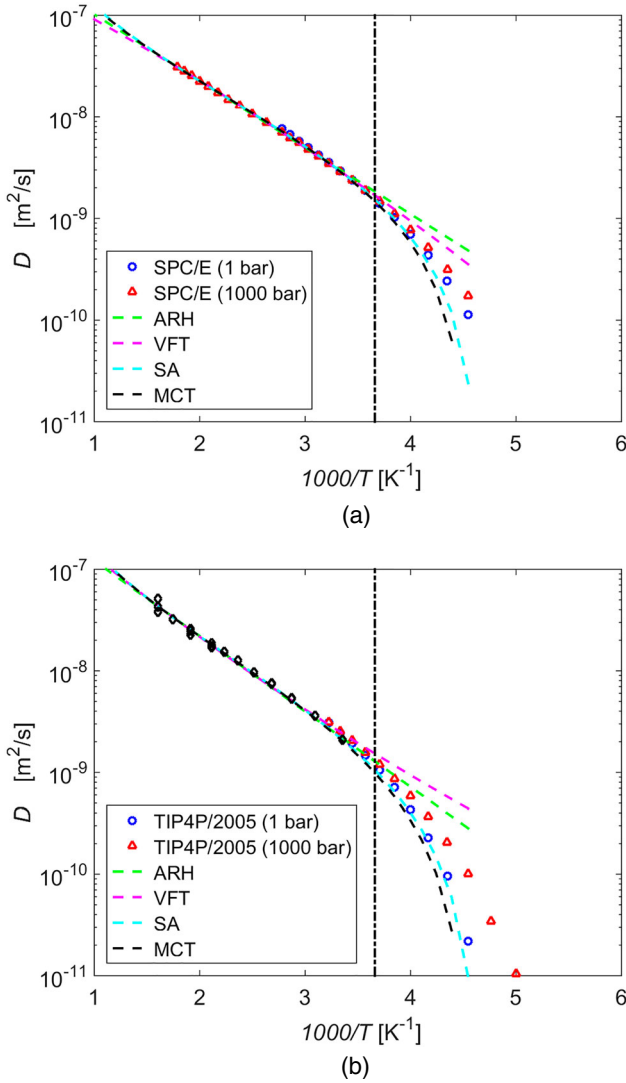 10⁻⁷
10⁻⁸
10⁻⁹
10⁻¹⁰
10⁻¹¹
D [m²/s]
SPC/E (1 bar)
SPC/E (1000 bar)
ARH
VFT
SA
MCT
1 2 3 4 5 6
1000/T [K⁻¹]
(a)
10⁻⁷
10⁻⁸
10⁻⁹
10⁻¹⁰
10⁻¹¹
D [m²/s]
TIP4P/2005 (1 bar)
TIP4P/2005 (1000 bar)
ARH
VFT
SA
MCT
1 2 3 4 5 6
1000/T [K⁻¹]
(b)